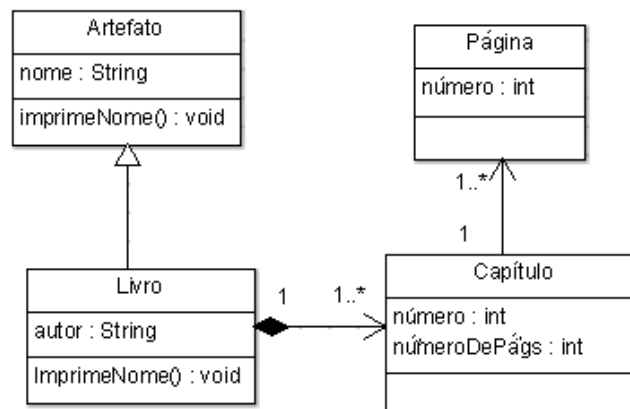 Artefato
nome : String
imprimeNome() : void
Página
número : int
1..*
1
Livro
autor : String
ImprimeNome() : void
1
1..*
Capítulo
número : int
númeroDePágs : int